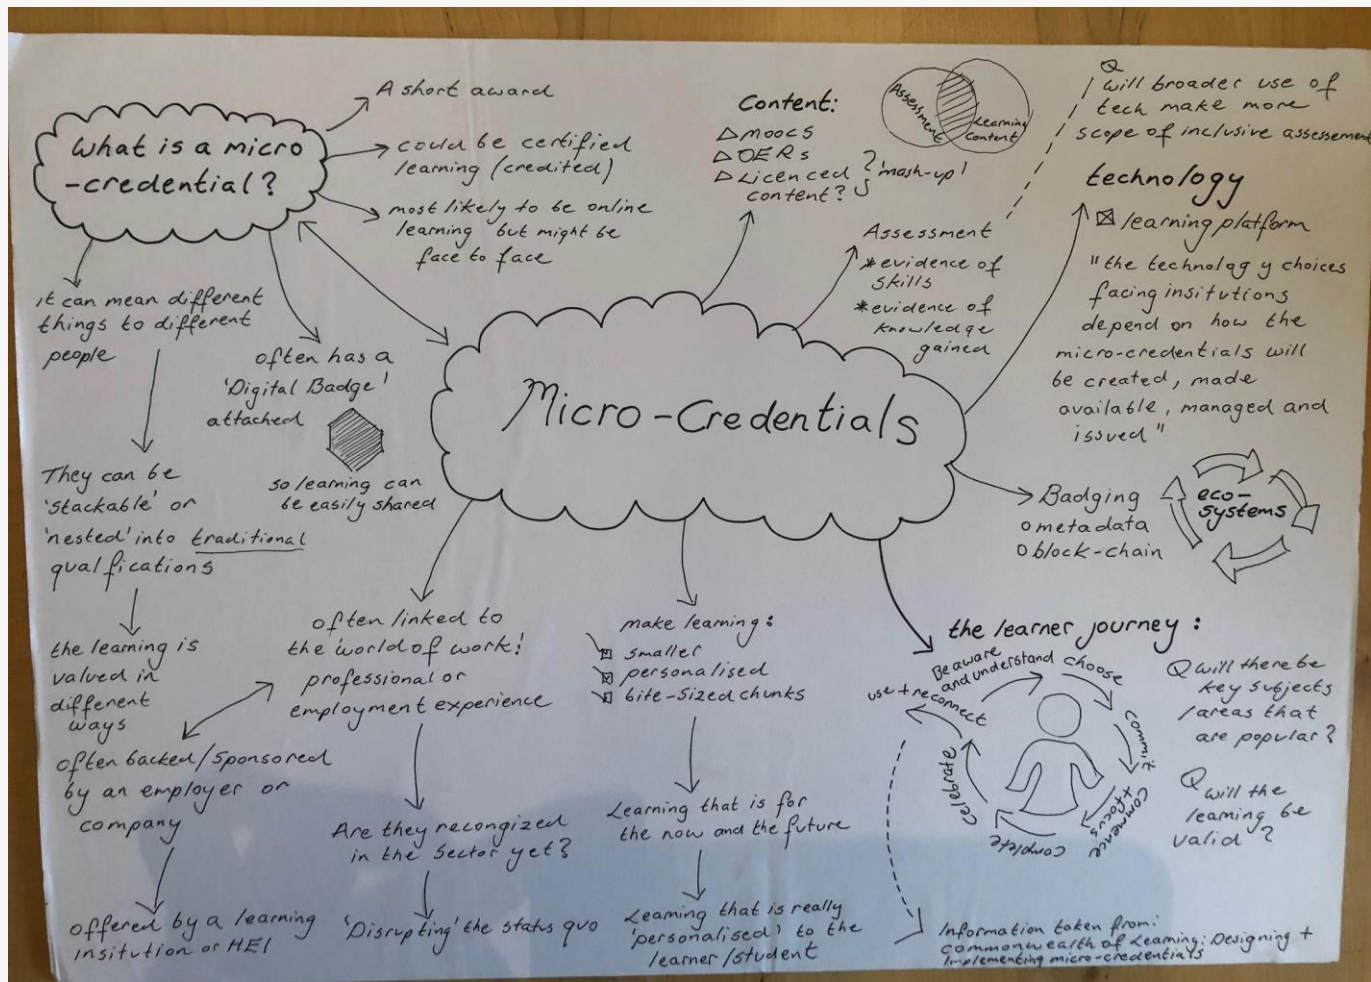 What is a micro
-credential?
A short award
could be certified
learning (credited)
most likely to be online
learning but might be
face to face
it can mean different
things to different
people
often has a
'Digital Badge'
attached
so learning can
be easily shared
They can be
'stackable' or
'nested' into traditional
qualfications
the learning is
valued in
different
ways
Content:
MOOCS
OERs
Licenced
content?
? 'mash-up'
Assessment
Learning
Content
Assessment
*evidence of
skills
*evidence of
knowledge
gained
Q will broader use of
tech make more
scope of inclusive assessement
technology
learning platform
"the technology choices
facing insitutions
depend on how the
micro-credentials will
be created, made
available, managed and
issued"
Micro-Credentials
Badging
o metadata
o block-chain
eco-
systems
often linked to
the 'world of work'!
professional or
employment experience
often backed/sponsored
by an employer or
company
offered by a learning
insitution or HEI
Are they recongized
in the sector yet?
'Disrupting' the status quo
make learning:
smaller
personalised
bite-sized chunks
Learning that is for
the now and the future
Learning that is really
'personalised' to the
learner/student
the learner journey:
Be aware
and understand
choose
commit
Commence
+ focus
Complete
Celebrate
use + reconnect
Q will there be
key subjects
/areas that
are popular?
Q will the
learning be
valid?
Information taken from:
commonwealth of Learning: Designing +
Implementing micro-credentials